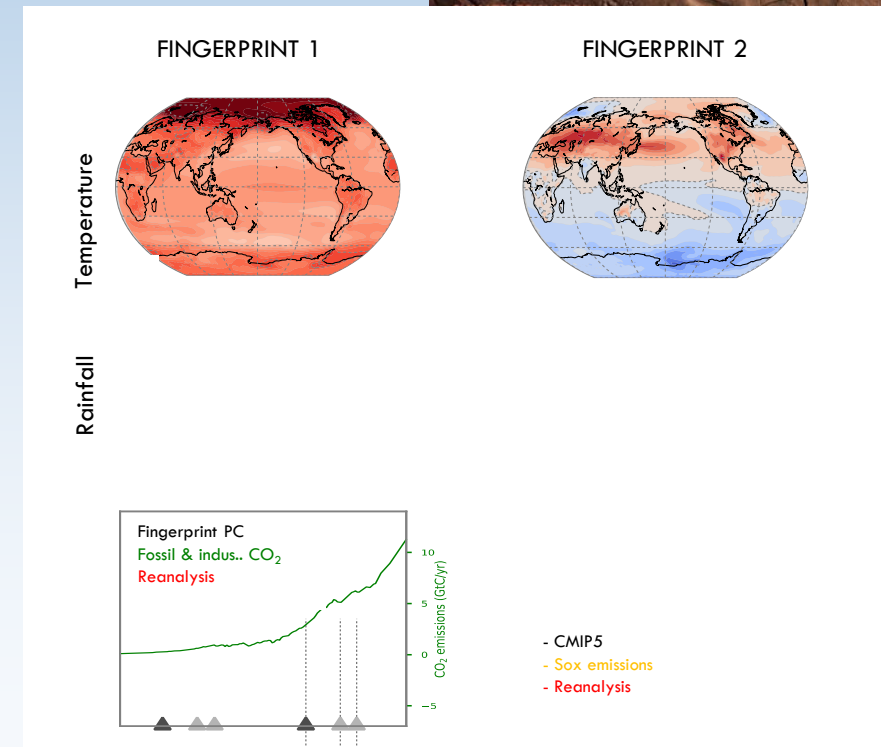 FINGERPRINT 1
FINGERPRINT 2
Temperature
Rainfall
Fingerprint PC
Fossil & indus.. CO₂
Reanalysis
10
5
0
−5
CO₂ emissions (GtC/yr)
- CMIP5
- Sox emissions
- Reanalysis